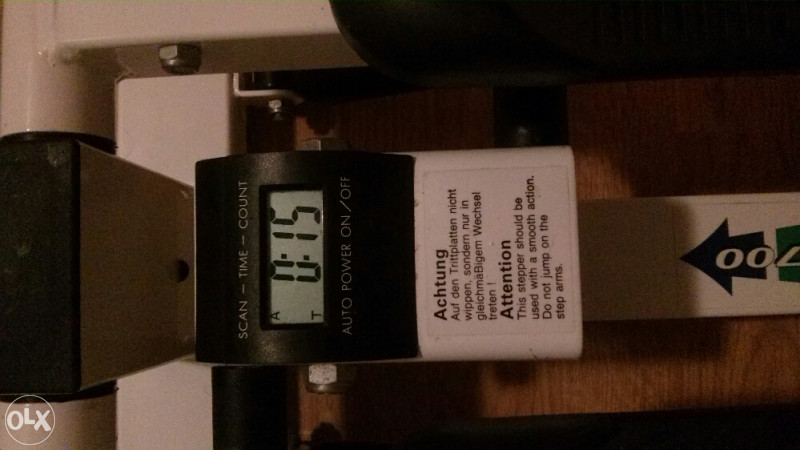 SCAN – TIME – COUNT
A
0:15
T
AUTO POWER ON/OFF
Achtung
Auf den Trittplatten nicht
wippen, sondern nur in
gleichmäßigem Wechsel
treten !
Attention
This stepper should be
used with a smooth action.
Do not jump on the
step arms.
700
OLX